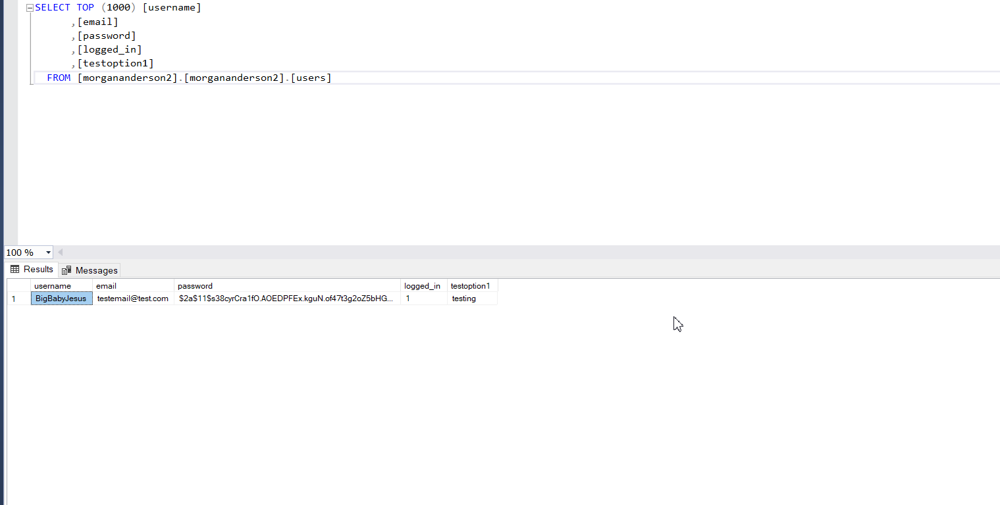 SELECT TOP (1000) [username]
,[email]
,[password]
,[logged_in]
,[testoption1]
FROM [morgananderson2].[morgananderson2].[users]
100 %
Results Messages
username email password logged_in testoption1
1 BigBabyJesus testemail@test.com $2a$11$s38cyrCra1fO.AOEDPFEx.kguN.of47t3g2oZ5bHG... 1 testing